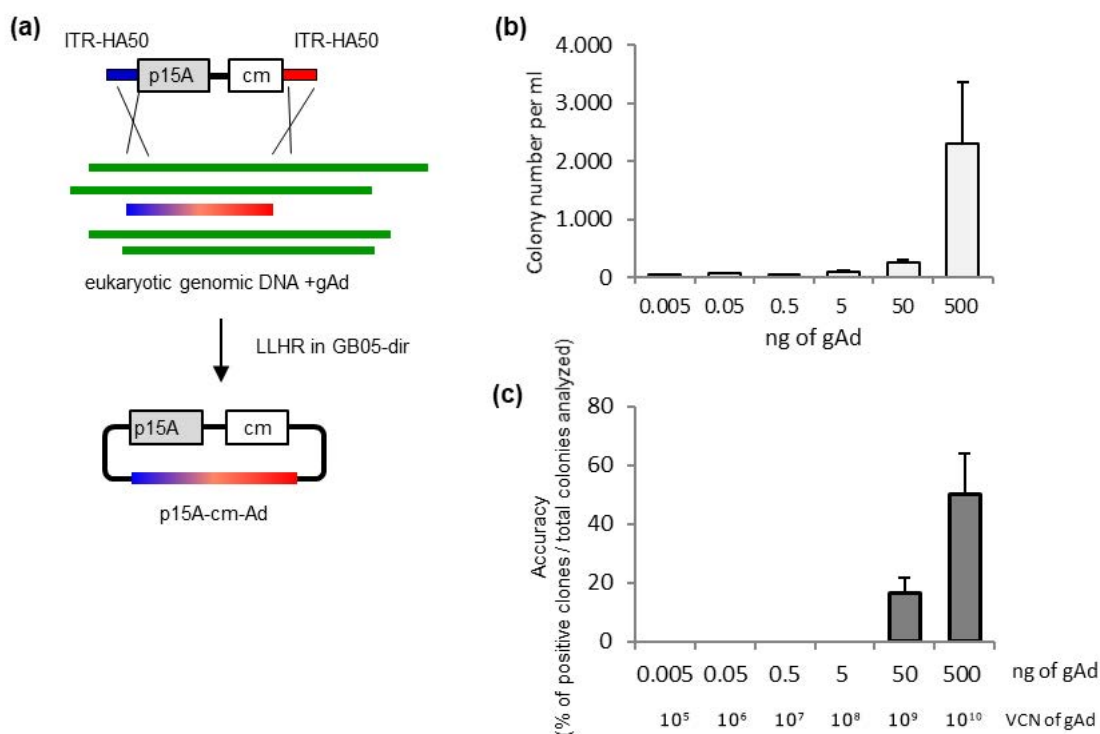 (a)
ITR-HA50 ITR-HA50
p15A cm
eukaryotic genomic DNA +gAd
LLHR in GB05-dir
p15A cm
p15A-cm-Ad
(b)
Colony number per ml
4.000
3.000
2.000
1.000
0
0.005 0.05 0.5 5 50 500
ng of gAd
(c)
Accuracy
(% of positive clones / total colonies analyzed)
80
60
40
20
0
0.005 0.05 0.5 5 50 500 ng of gAd
10⁵ 10⁶ 10⁷ 10⁸ 10⁹ 10¹⁰ VCN of gAd